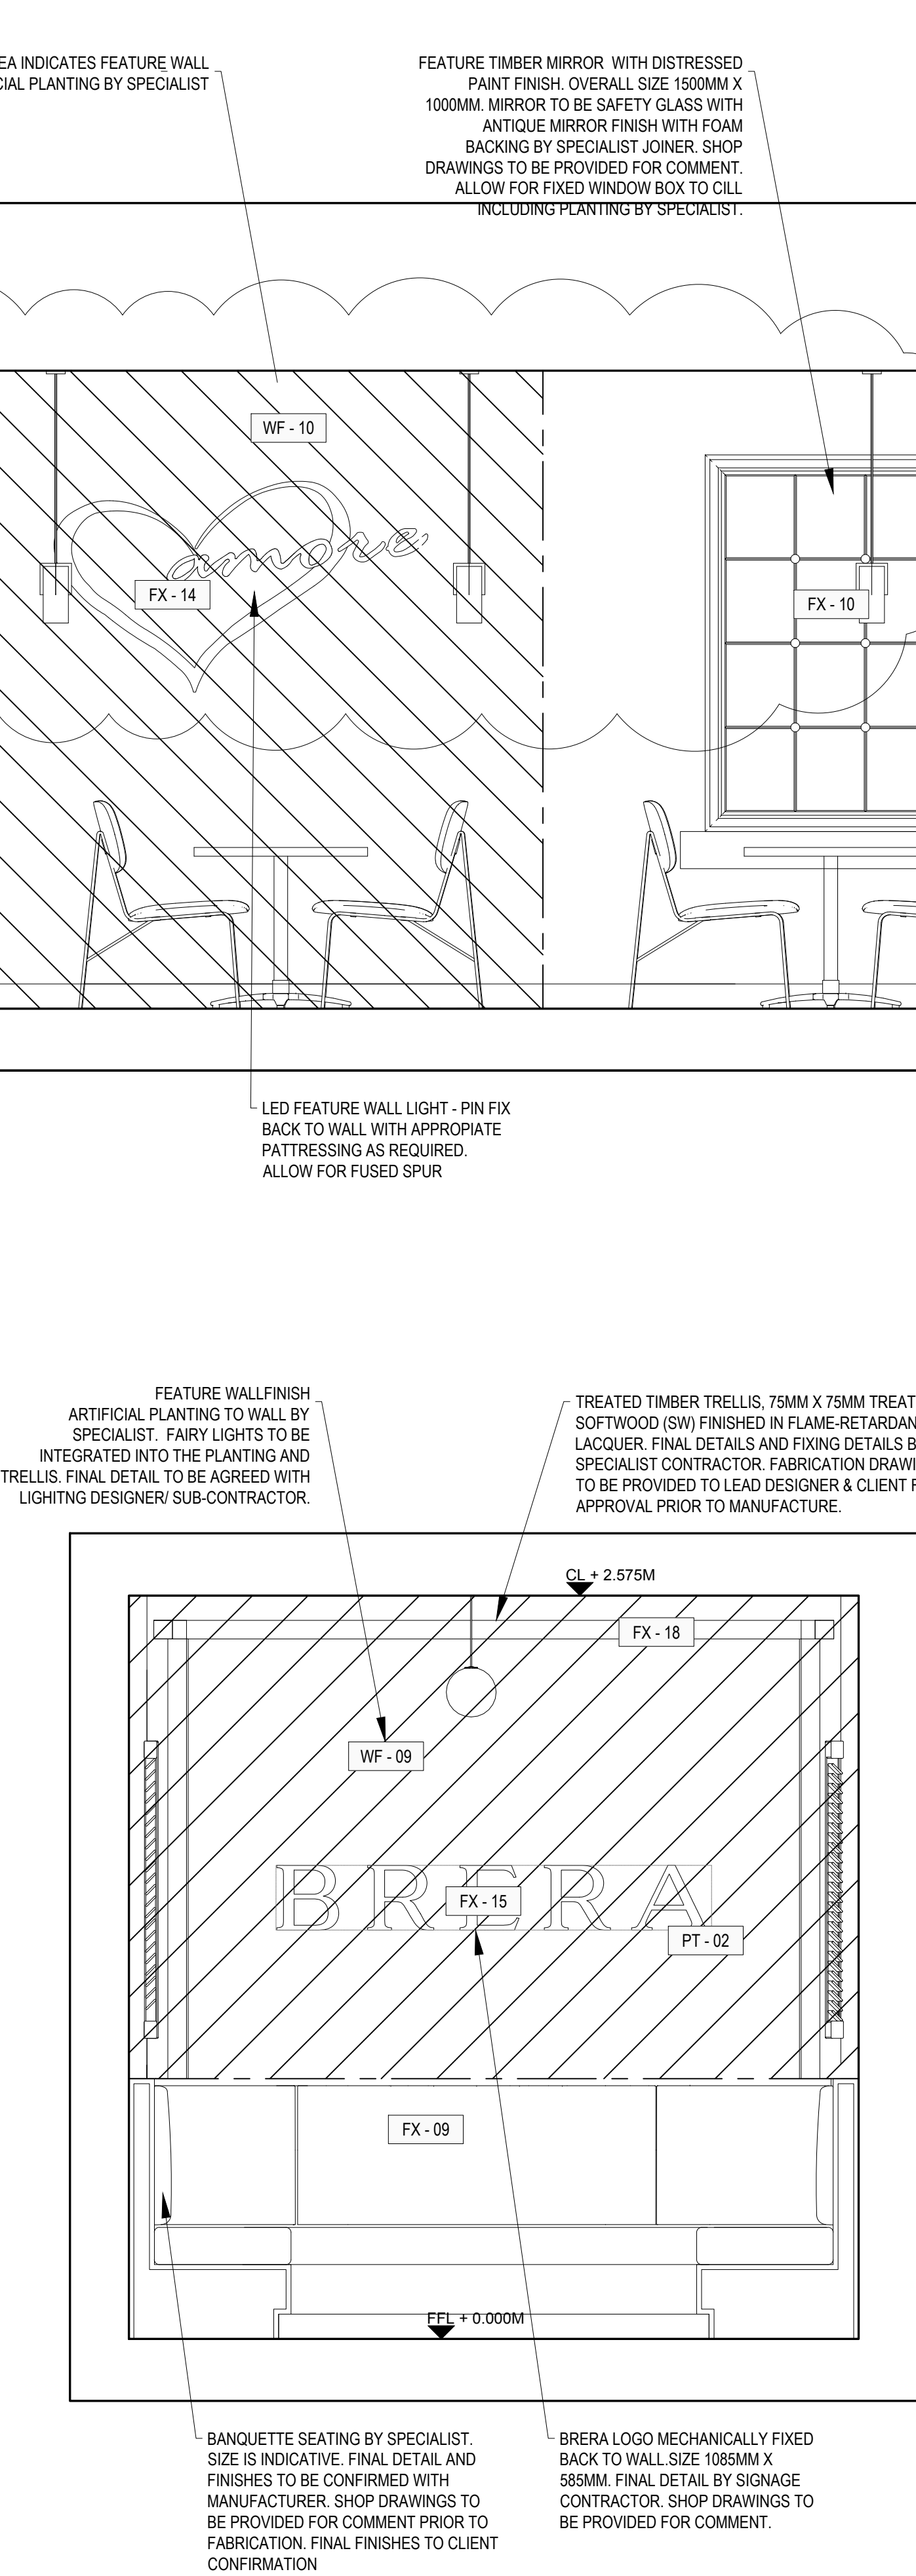 EA INDICATES FEATURE WALL
CIAL PLANTING BY SPECIALIST
FEATURE TIMBER MIRROR WITH DISTRESSED
PAINT FINISH. OVERALL SIZE 1500MM X
1000MM. MIRROR TO BE SAFETY GLASS WITH
ANTIQUE MIRROR FINISH WITH FOAM
BACKING BY SPECIALIST JOINER. SHOP
DRAWINGS TO BE PROVIDED FOR COMMENT.
ALLOW FOR FIXED WINDOW BOX TO CILL
INCLUDING PLANTING BY SPECIALIST.
WF - 10
amore
FX - 14
FX - 10
LED FEATURE WALL LIGHT - PIN FIX
BACK TO WALL WITH APPROPIATE
PATTRESSING AS REQUIRED.
ALLOW FOR FUSED SPUR
FEATURE WALLFINISH
ARTIFICIAL PLANTING TO WALL BY
SPECIALIST. FAIRY LIGHTS TO BE
INTEGRATED INTO THE PLANTING AND
TRELLIS. FINAL DETAIL TO BE AGREED WITH
LIGHITNG DESIGNER/ SUB-CONTRACTOR.
TREATED TIMBER TRELLIS, 75MM X 75MM TREAT
SOFTWOOD (SW) FINISHED IN FLAME-RETARDAN
LACQUER. FINAL DETAILS AND FIXING DETAILS B
SPECIALIST CONTRACTOR. FABRICATION DRAWI
TO BE PROVIDED TO LEAD DESIGNER & CLIENT F
APPROVAL PRIOR TO MANUFACTURE.
CL + 2.575M
FX - 18
WF - 09
BRERA
FX - 15
PT - 02
FX - 09
FFL + 0.000M
BANQUETTE SEATING BY SPECIALIST.
SIZE IS INDICATIVE. FINAL DETAIL AND
FINISHES TO BE CONFIRMED WITH
MANUFACTURER. SHOP DRAWINGS TO
BE PROVIDED FOR COMMENT PRIOR TO
FABRICATION. FINAL FINISHES TO CLIENT
CONFIRMATION
BRERA LOGO MECHANICALLY FIXED
BACK TO WALL.SIZE 1085MM X
585MM. FINAL DETAIL BY SIGNAGE
CONTRACTOR. SHOP DRAWINGS TO
BE PROVIDED FOR COMMENT.